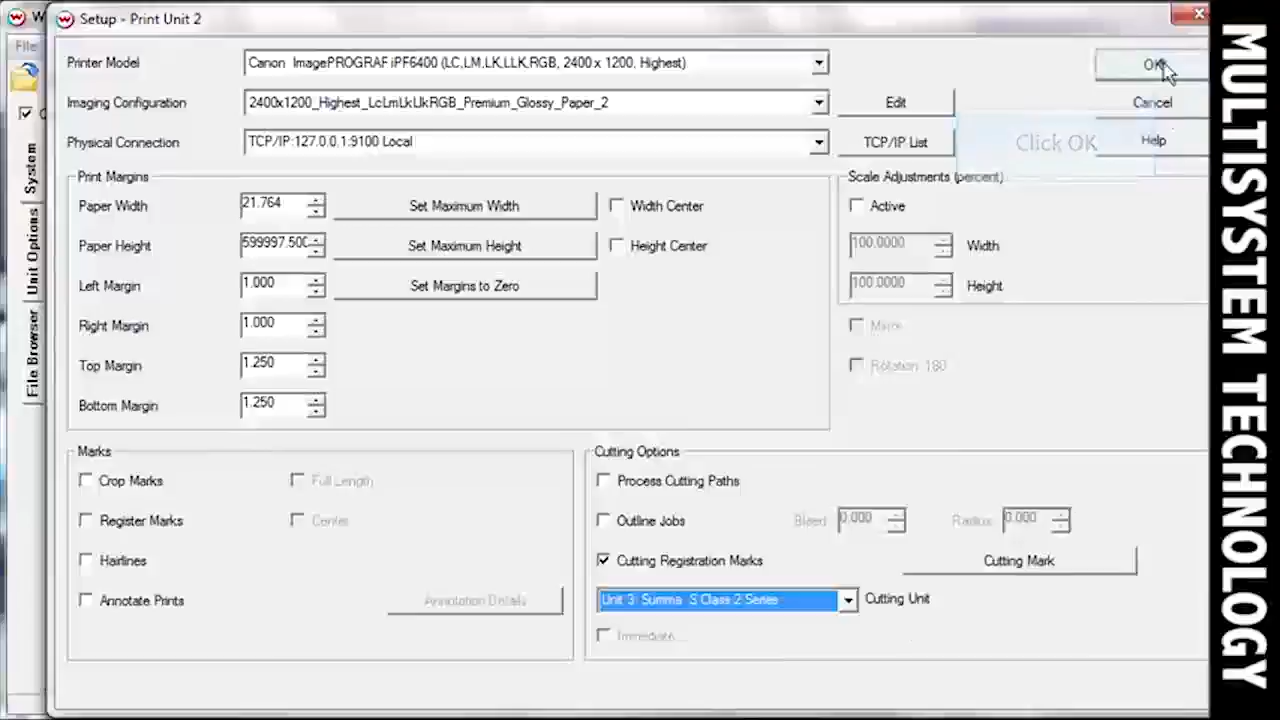 W
Setup - Print Unit 2
File
Printer Model
Canon ImagePROGRAF iPF6400 (LC,LM,LK,LLK,RGB, 2400 x 1200, Highest)
OK
Imaging Configuration
2400x1200_Highest_LcLmLkLlkRGB_Premium_Glossy_Paper_2
Edit
Cancel
Physical Connection
TCP/IP:127.0.0.1:9100 Local
TCP/IP List
Click OK
Help
Print Margins
Scale Adjustments (percent)
Paper Width
21.764
Set Maximum Width
Width Center
Active
Paper Height
599997.500
Set Maximum Height
Height Center
100.0000
Width
Left Margin
1.000
Set Margins to Zero
100.0000
Height
Right Margin
1.000
Mirror
Top Margin
1.250
Rotation 180
Bottom Margin
1.250
Marks
Cutting Options
Crop Marks
Full Length
Process Cutting Paths
Register Marks
Center
Outline Jobs
Bleed
0.000
Radius
0.000
Hairlines
Cutting Registration Marks
Cutting Mark
Annotate Prints
Annotation Details
Unit 3: Summa S Class 2 Series
Cutting Unit
Immediate...
System
Unit Options
File Browser
MULTISYSTEM TECHNOLOGY